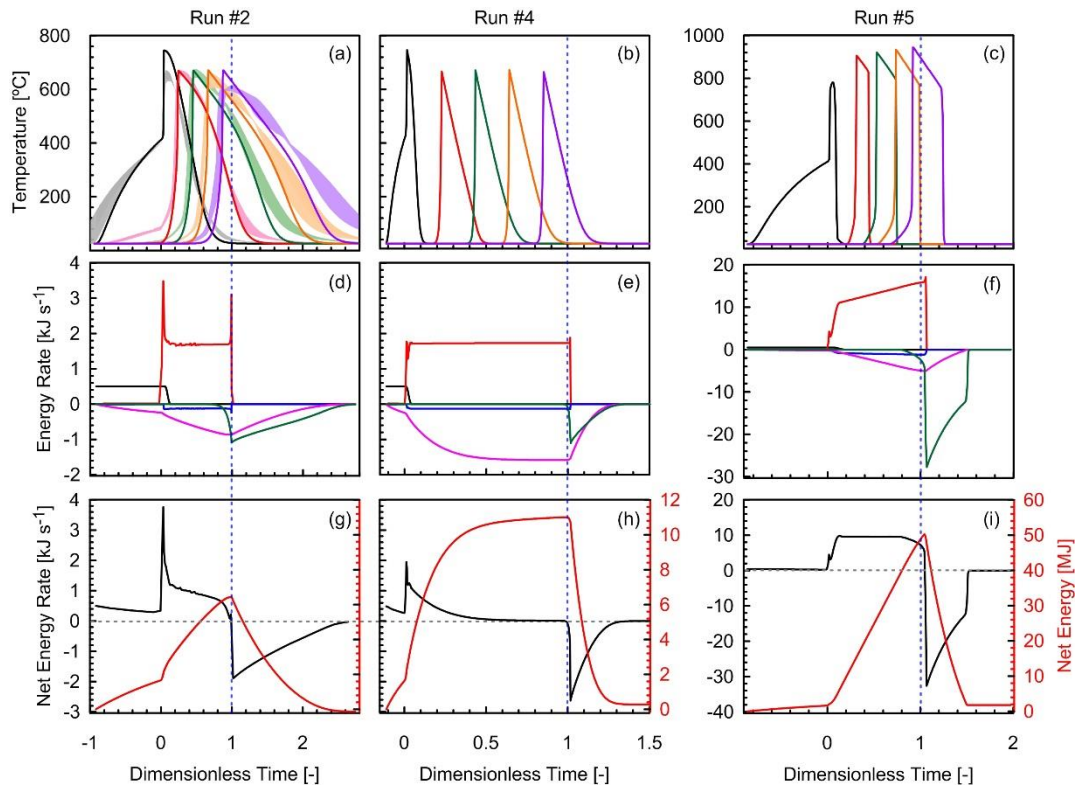 Run #2 Run #4 Run #5
Temperature [ºC]
800
600
400
200
(a)
(b)
1000
800
600
400
200
0
(c)
Energy Rate [kJ s⁻¹]
4
3
2
1
0
-1
-2
(d)
(e)
20
10
0
-10
-20
-30
(f)
Net Energy Rate [kJ s⁻¹]
4
3
2
1
0
-1
-2
-3
(g)
(h)
12
10
8
6
4
2
0
20
10
0
-10
-20
-30
-40
(i)
60
50
40
30
20
10
0
Net Energy [MJ]
-1 0 1 2
0 0.5 1 1.5
0 1 2
Dimensionless Time [-] Dimensionless Time [-] Dimensionless Time [-]